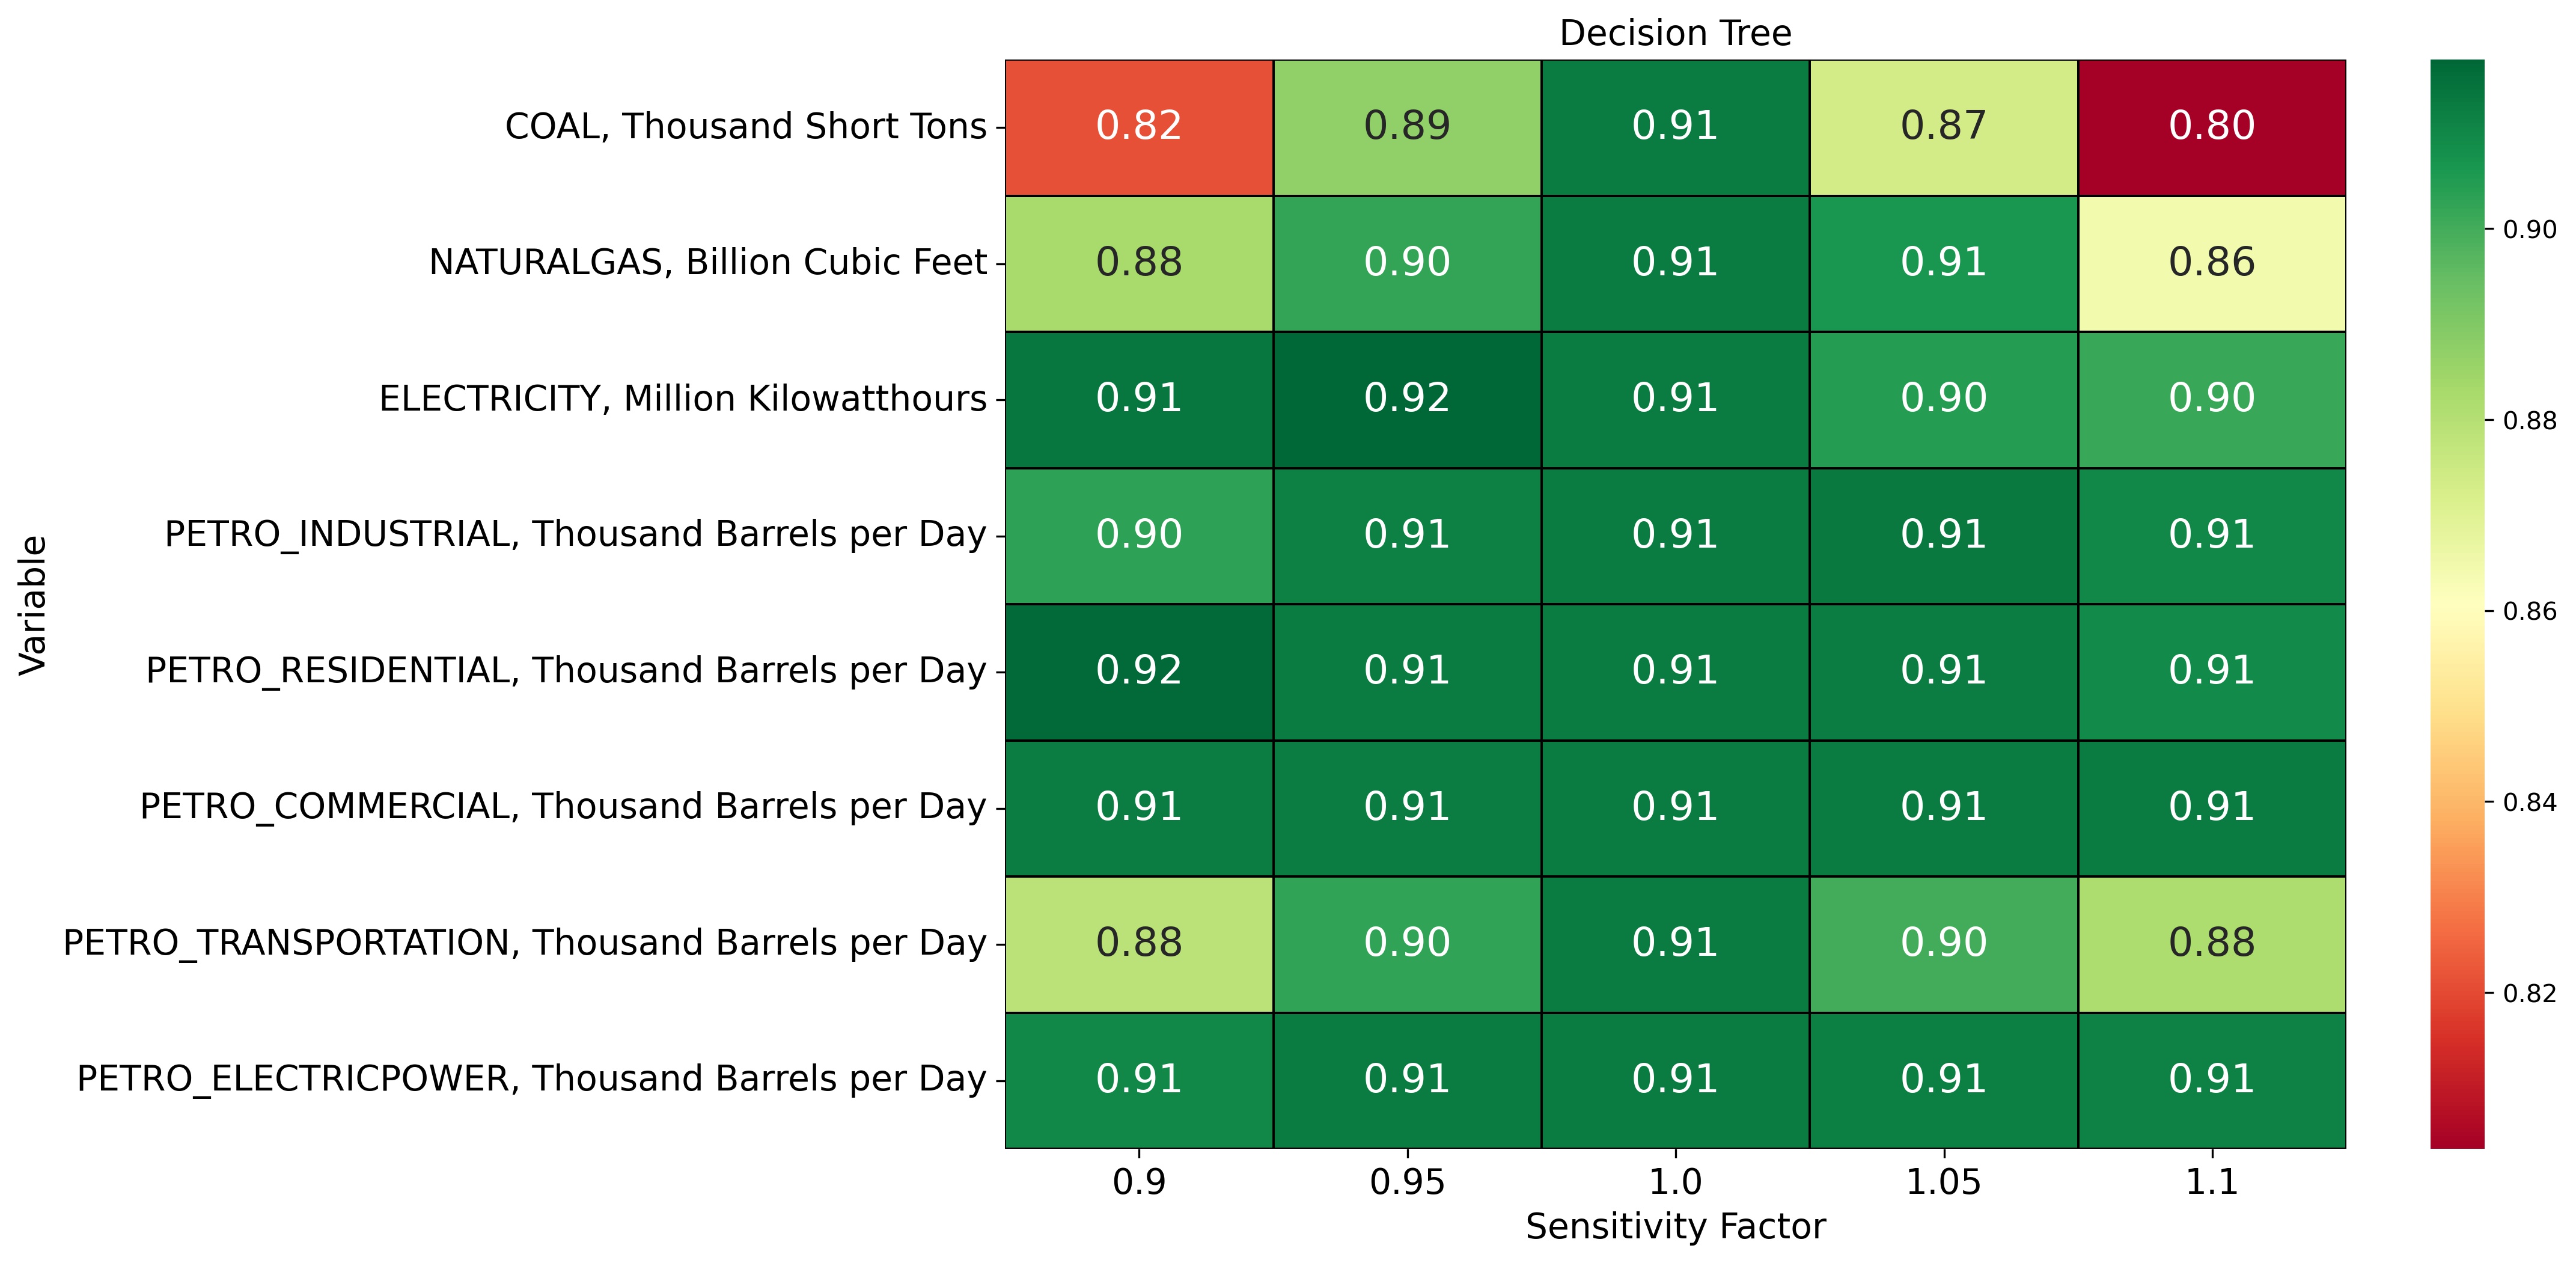 Decision Tree
COAL, Thousand Short Tons 0.82 0.89 0.91 0.87 0.80
NATURALGAS, Billion Cubic Feet 0.88 0.90 0.91 0.91 0.86
ELECTRICITY, Million Kilowatthours 0.91 0.92 0.91 0.90 0.90
PETRO_INDUSTRIAL, Thousand Barrels per Day 0.90 0.91 0.91 0.91 0.91
PETRO_RESIDENTIAL, Thousand Barrels per Day 0.92 0.91 0.91 0.91 0.91
PETRO_COMMERCIAL, Thousand Barrels per Day 0.91 0.91 0.91 0.91 0.91
PETRO_TRANSPORTATION, Thousand Barrels per Day 0.88 0.90 0.91 0.90 0.88
PETRO_ELECTRICPOWER, Thousand Barrels per Day 0.91 0.91 0.91 0.91 0.91
Variable
0.9 0.95 1.0 1.05 1.1
Sensitivity Factor
0.90
0.88
0.86
0.84
0.82